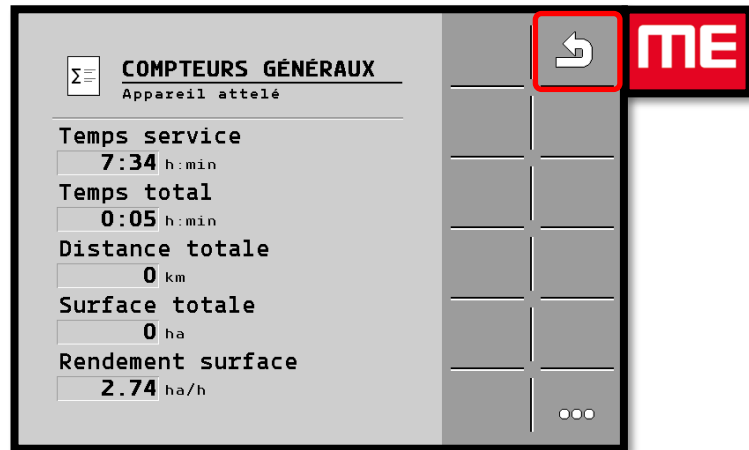 COMPTEURS GÉNÉRAUX
Appareil attelé
Temps service
7:34 h:min
Temps total
0:05 h:min
Distance totale
0 km
Surface totale
0 ha
Rendement surface
2.74 ha/h
ME